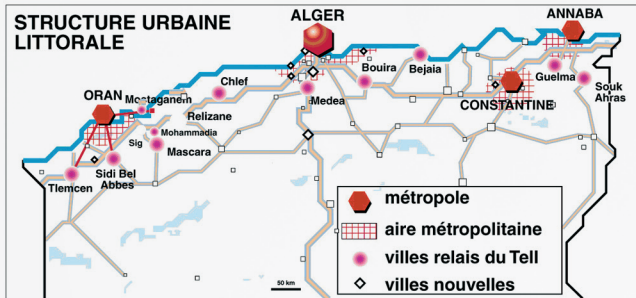 STRUCTURE URBAINE
LITTORALE
ALGER
ANNABA
ORAN
Mostaganem
Chlef
Relizane
Bouira
Bejaia
Guelma
CONSTANTINE
Souk
Ahras
Medea
Mohammadia
Sig
Mascara
Tlemcen
Sidi Bel
Abbes
métropole
aire métropolitaine
villes relais du Tell
villes nouvelles
50 km